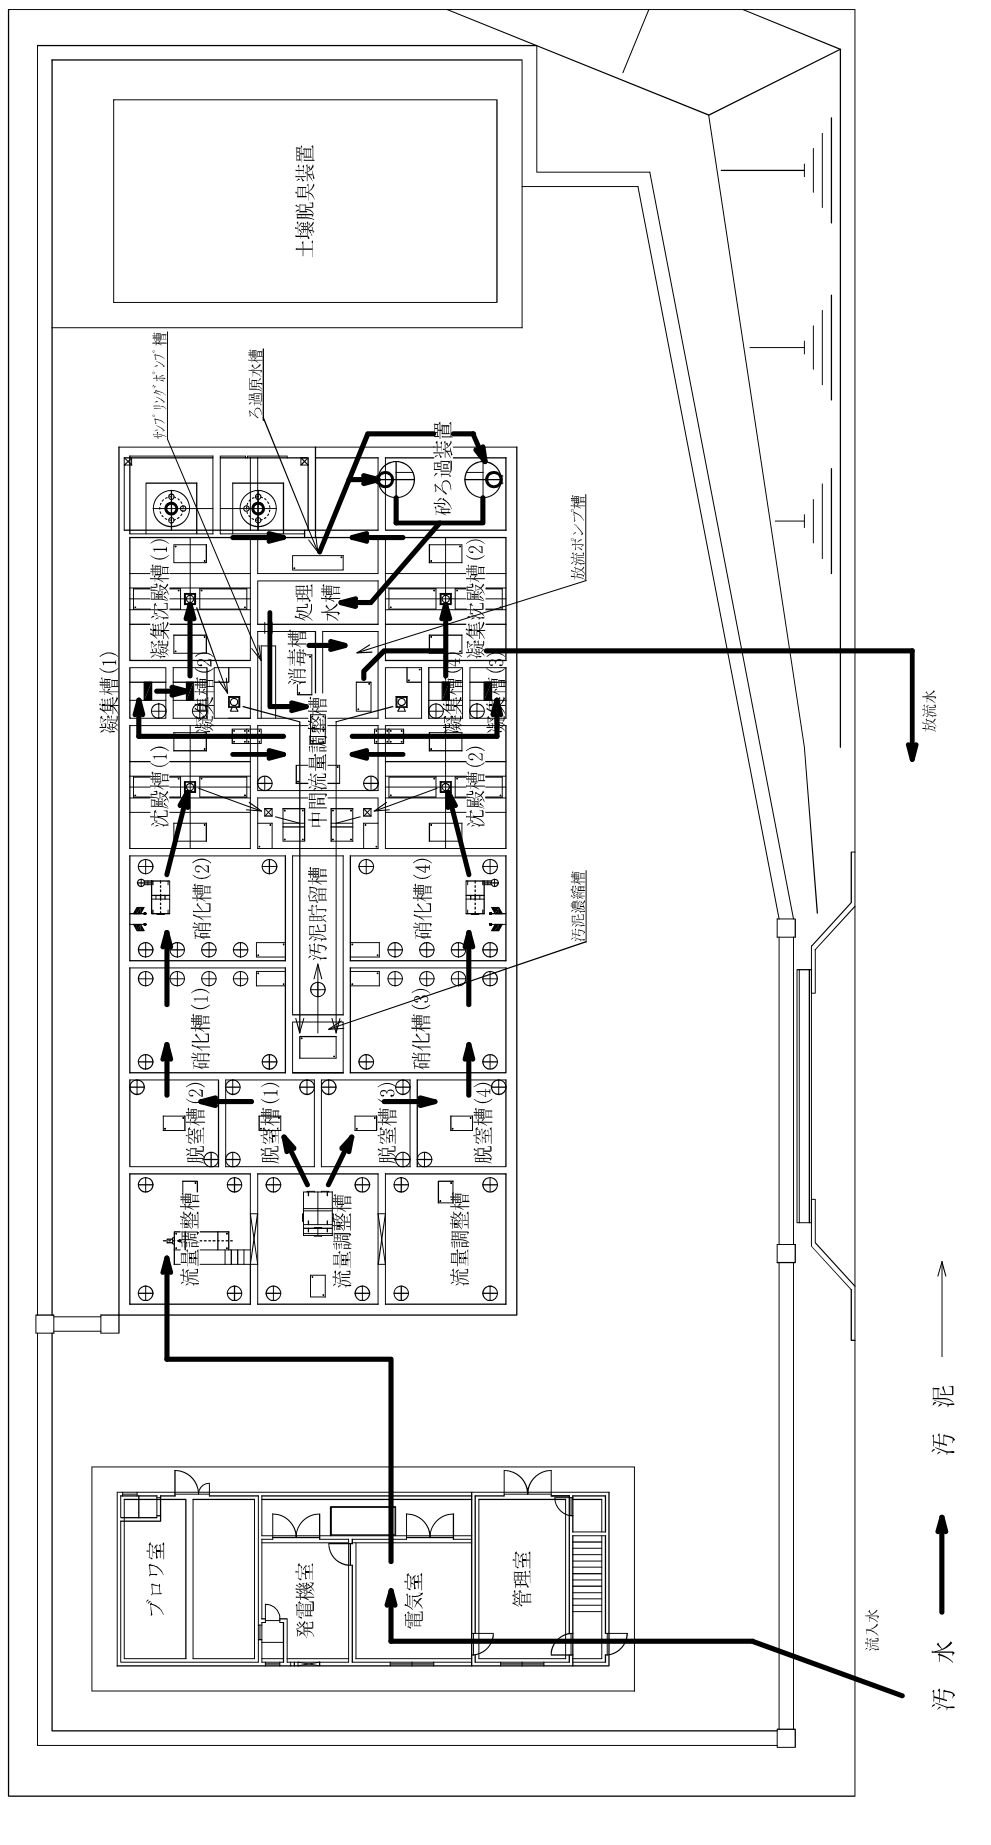 土壌脱臭装置
ｻﾝﾌﾟﾘﾝｸﾞﾎﾟﾝﾌﾟ槽
ろ過原水槽
砂ろ過装置
放流ポンプ槽
凝集沈殿槽(1)
処理
水槽
凝集沈殿槽(2)
凝集槽(1)
凝集槽(2)
消毒槽
凝集槽(4)
凝集槽(3)
放流水
沈殿槽(1)
中間流量調整槽
沈殿槽(2)
硝化槽(2)
汚泥貯留槽
硝化槽(4)
汚泥濃縮槽
硝化槽(1)
硝化槽(3)
脱窒槽(2)
脱窒槽(1)
脱窒槽(3)
脱窒槽(4)
流量調整槽
流量調整槽
流量調整槽
ブロワ室
発電機室
電気室
管理室
流入水
汚 水
汚 泥